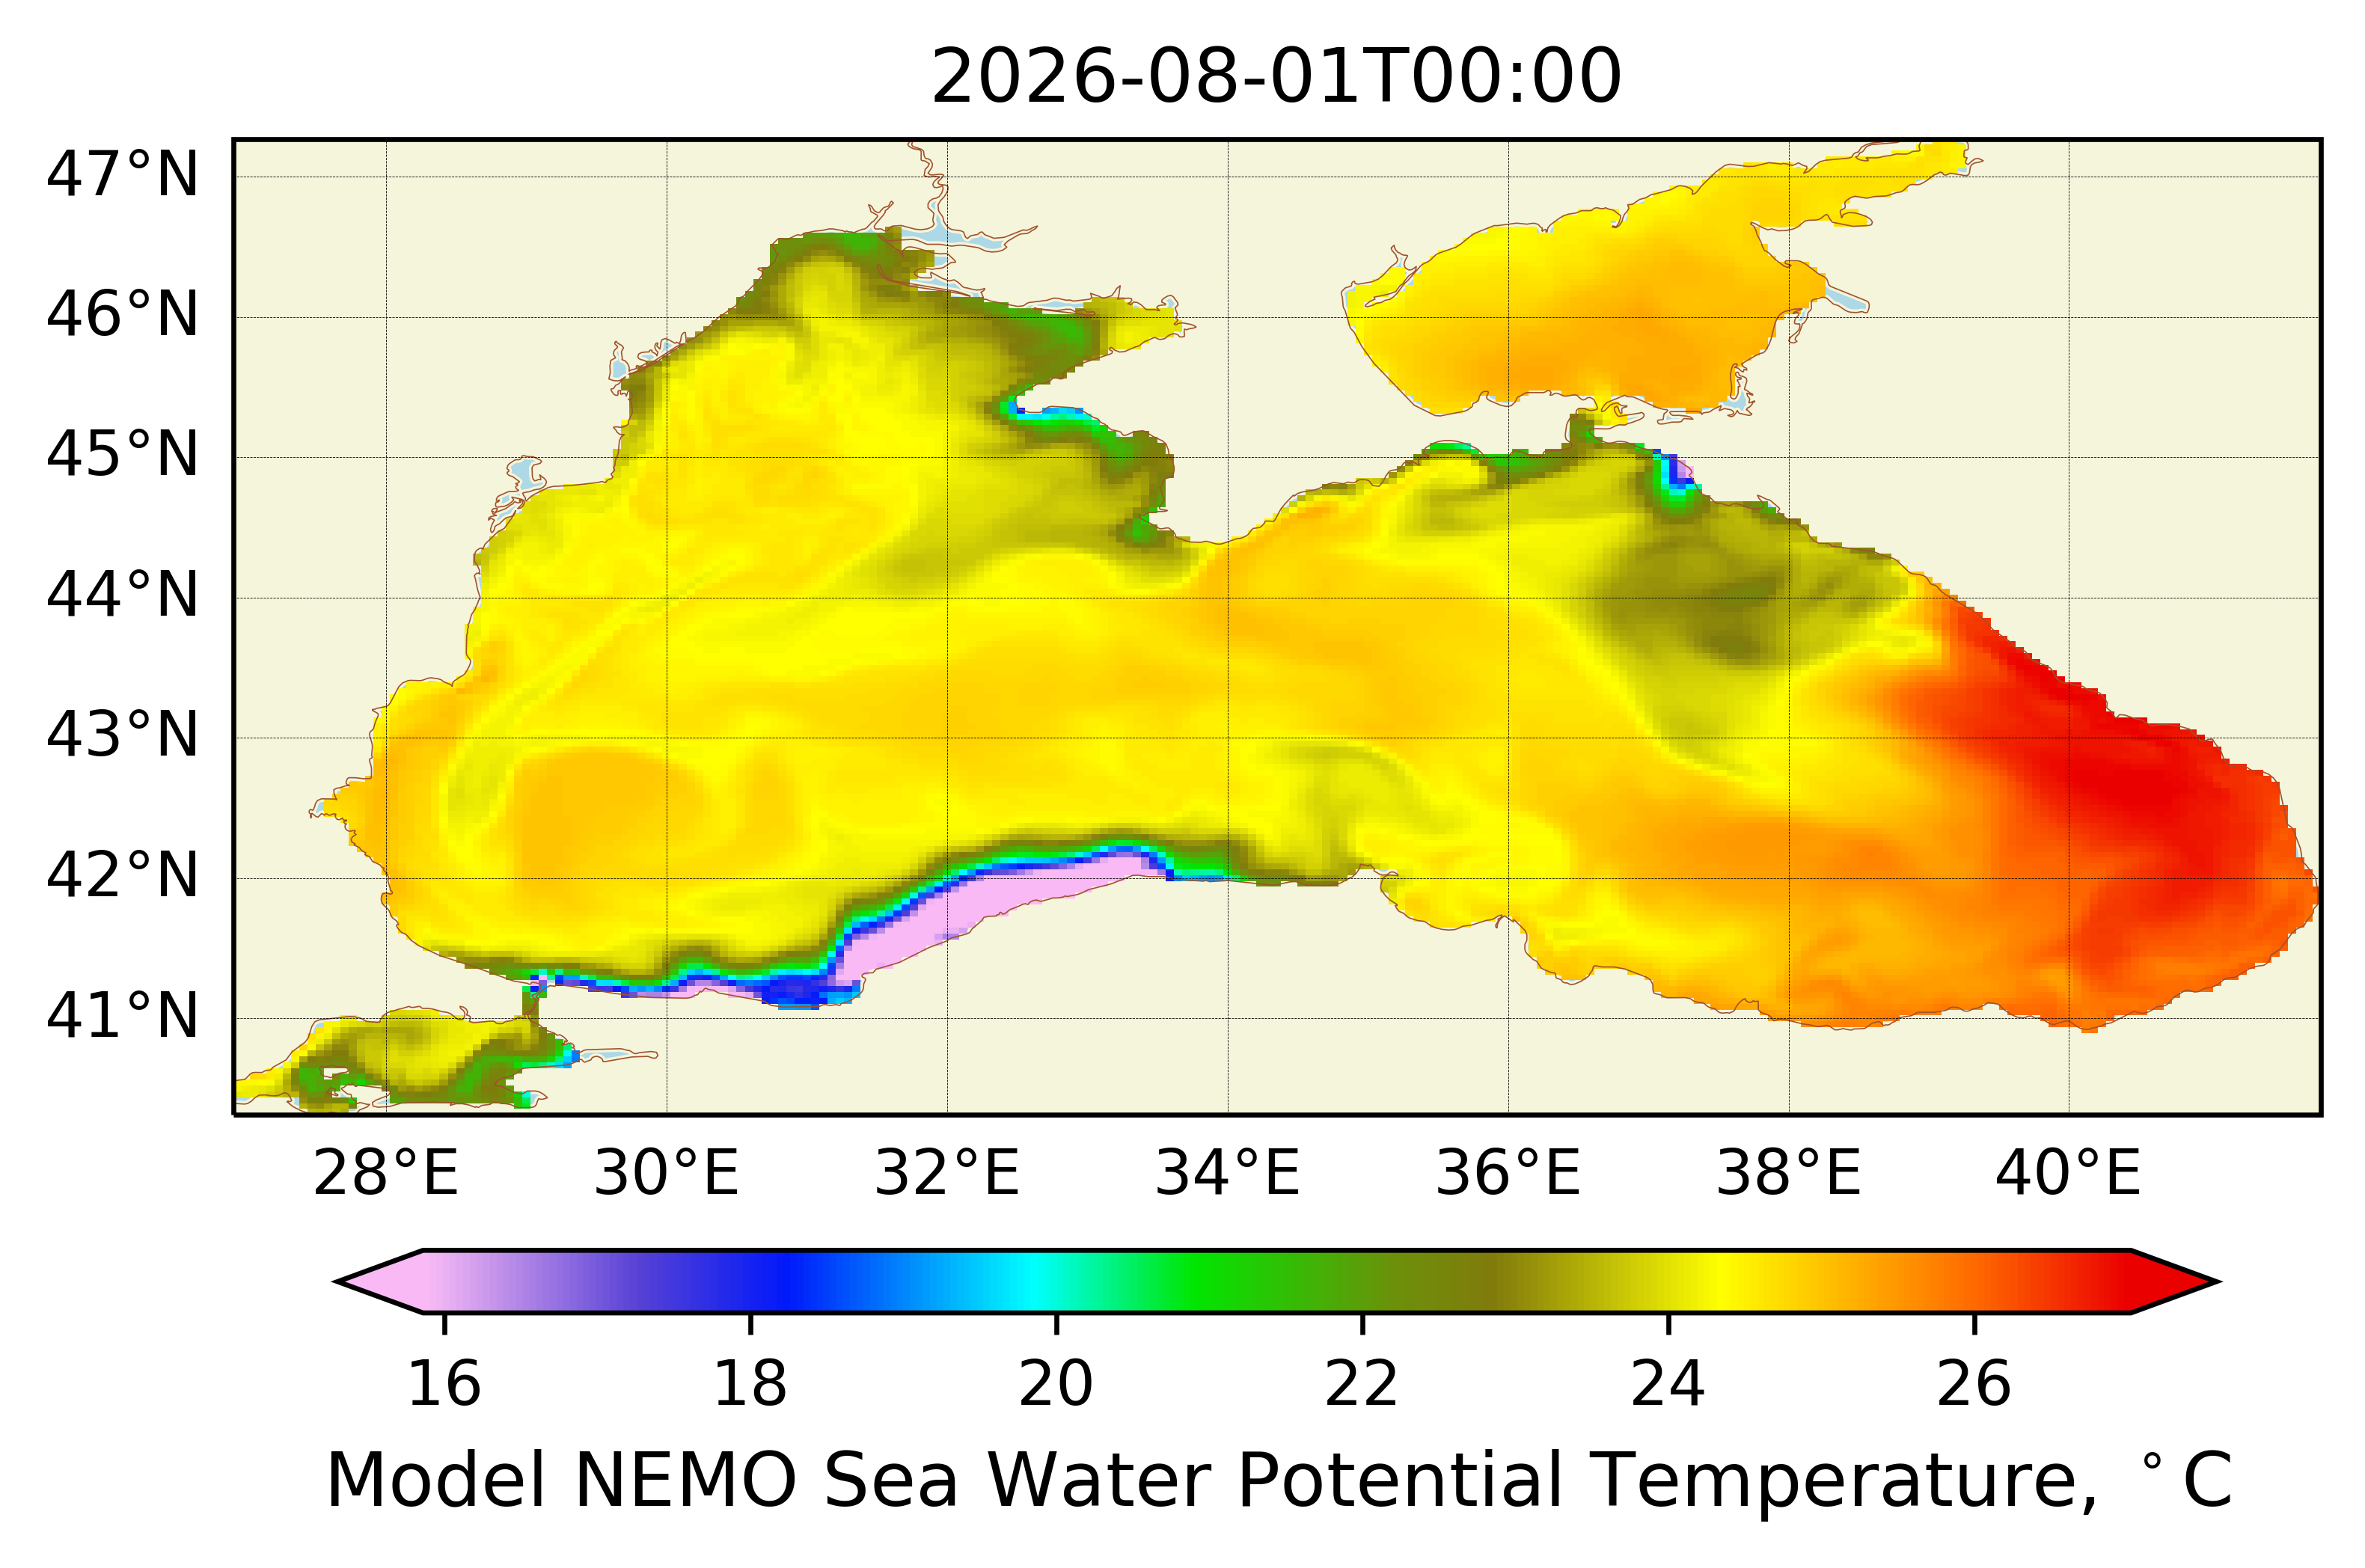 2026-08-01T00:00
47°N
46°N
45°N
44°N
43°N
42°N
41°N
28°E 30°E 32°E 34°E 36°E 38°E 40°E
16 18 20 22 24 26
Model NEMO Sea Water Potential Temperature, °C